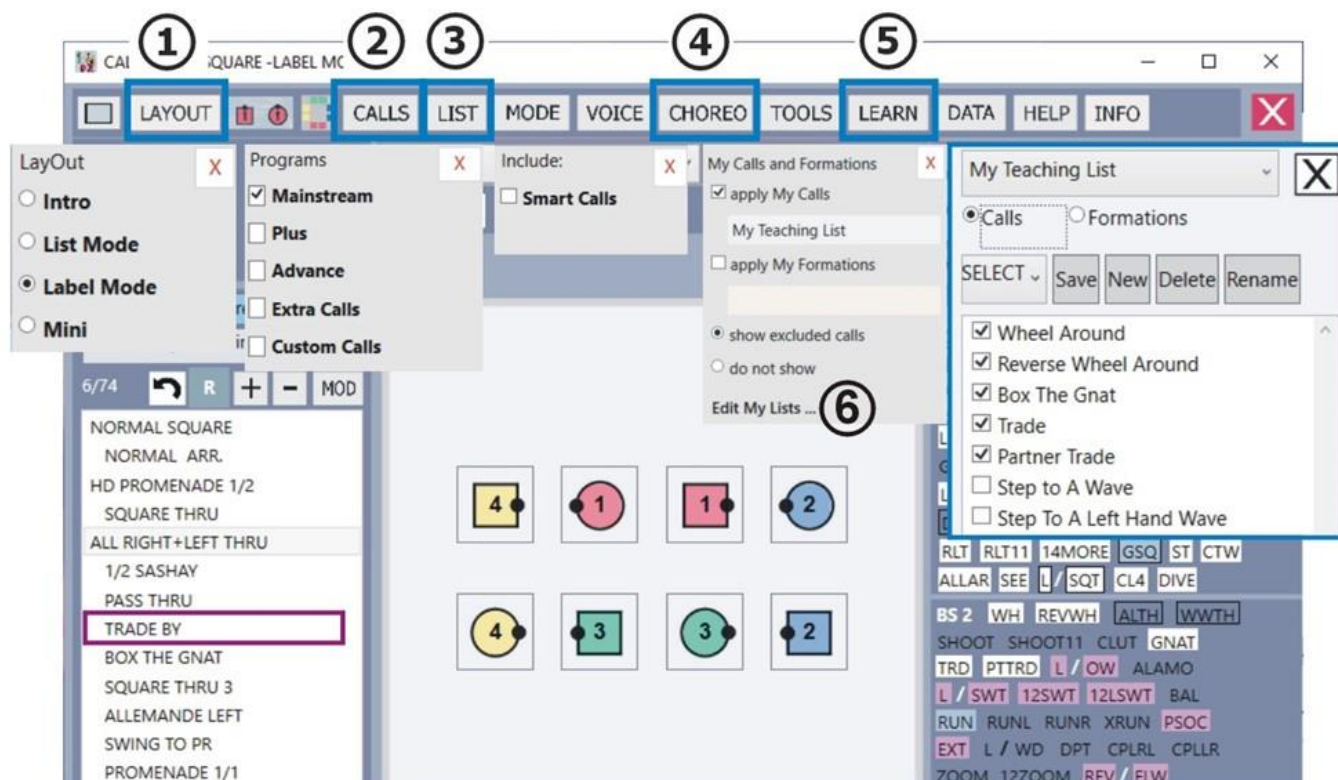 1 2 3 4 5
SQUARE -LABEL
LAYOUT CALLS LIST MODE VOICE CHOREO TOOLS LEARN DATA HELP INFO X
LayOut X
Intro
List Mode
Label Mode
Mini
Programs X
Mainstream
Plus
Advance
Extra Calls
Custom Calls
Include: X
Smart Calls
My Calls and Formations X
apply My Calls
My Teaching List
apply My Formations
show excluded calls
do not show
Edit My Lists ... 6
My Teaching List X
Calls Formations
SELECT Save New Delete Rename
Wheel Around
Reverse Wheel Around
Box The Gnat
Trade
Partner Trade
Step to A Wave
Step To A Left Hand Wave
6/74 R + - MOD
NORMAL SQUARE
NORMAL ARR.
HD PROMENADE 1/2
SQUARE THRU
ALL RIGHT+LEFT THRU
1/2 SASHAY
PASS THRU
TRADE BY
BOX THE GNAT
SQUARE THRU 3
ALLEMANDE LEFT
SWING TO PR
PROMENADE 1/1
4 1 1 2
4 3 3 2
RLT RLT11 14MORE GSQ ST CTW
ALLAR SEE L / SQT CL4 DIVE
BS 2 WH REVWH ALTH WWTH
SHOOT SHOOT11 CLUT GNAT
TRD PTTRD L / OW ALAMO
L / SWT 12SWT 12LSWT BAL
RUN RUNL RUNR XRUN PSOC
EXT L / WD DPT CPLRL CPLLR
ZOOM 12ZOOM REV / FLW